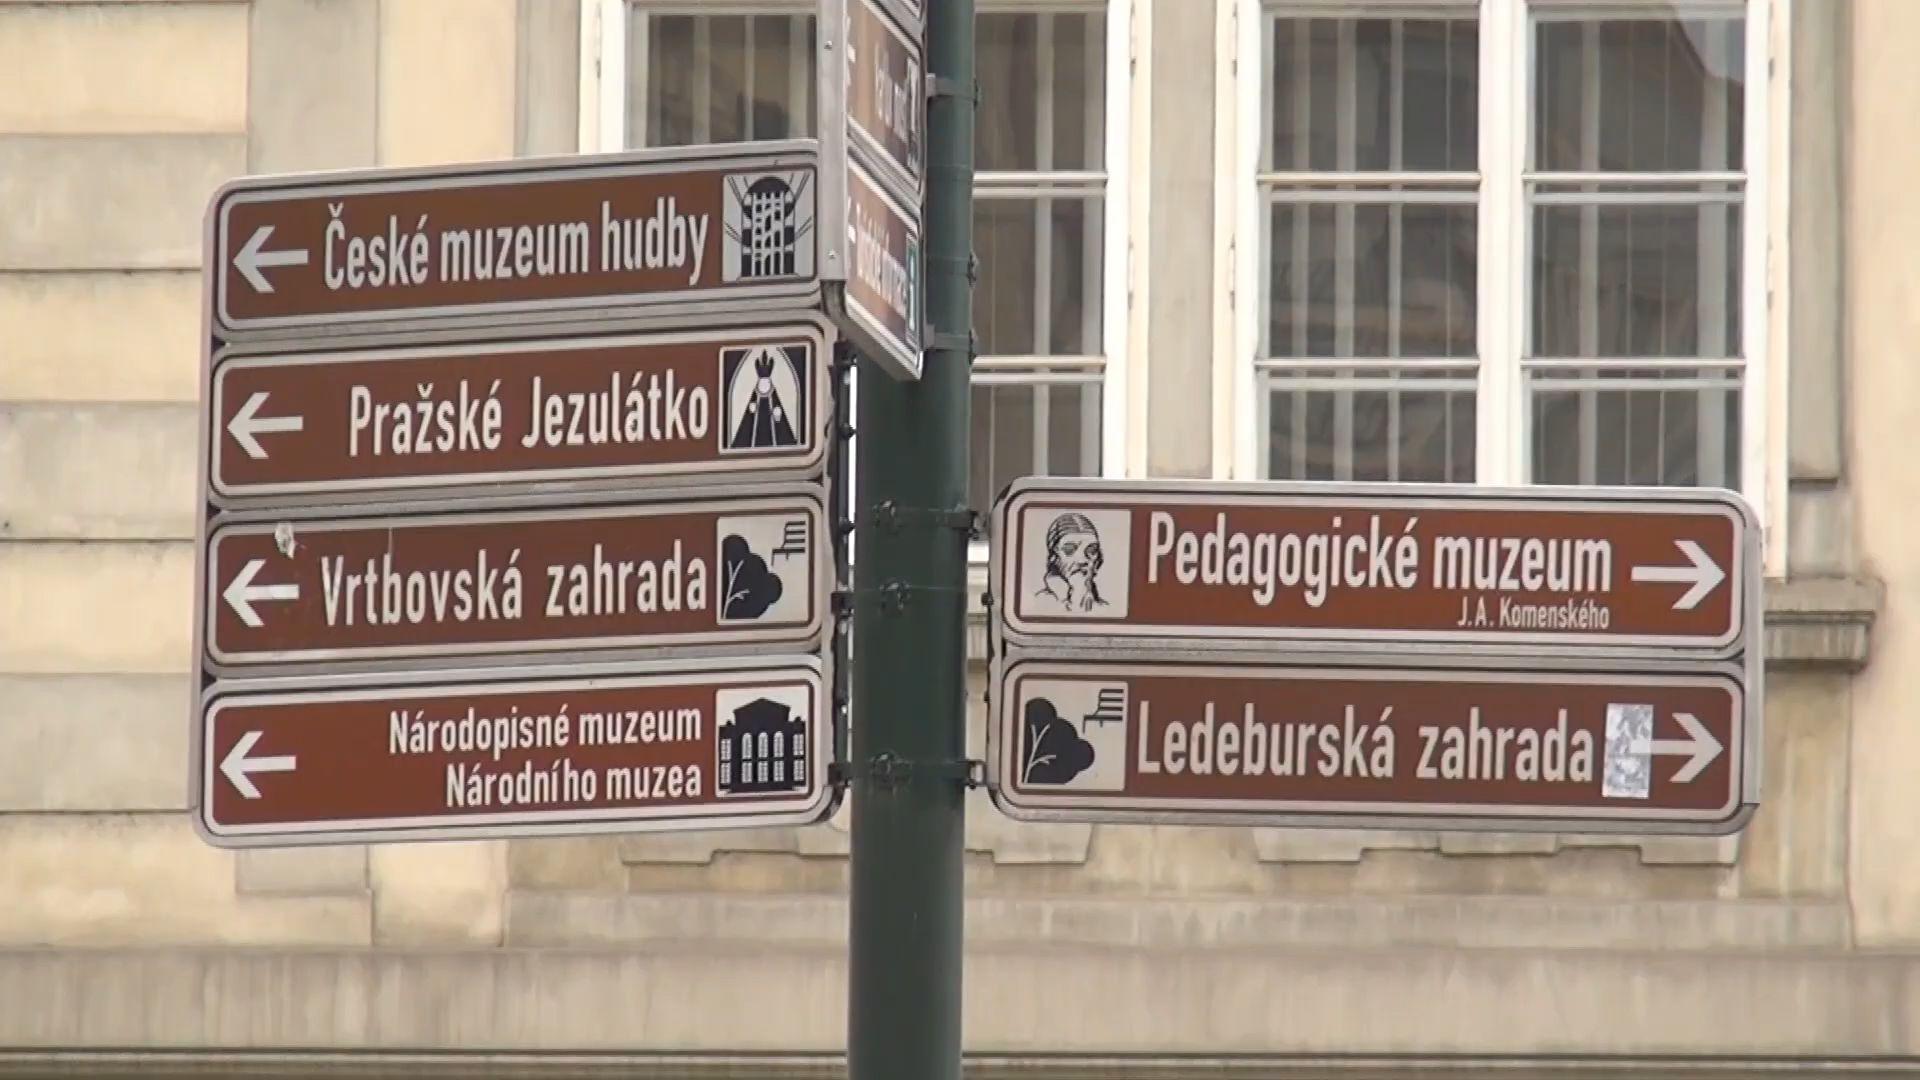 České muzeum hudby
Pražské Jezulátko
Vrtbovská zahrada
Národopisné muzeum
Národního muzea
Pedagogické muzeum
J.A. Komenského
Ledeburská zahrada